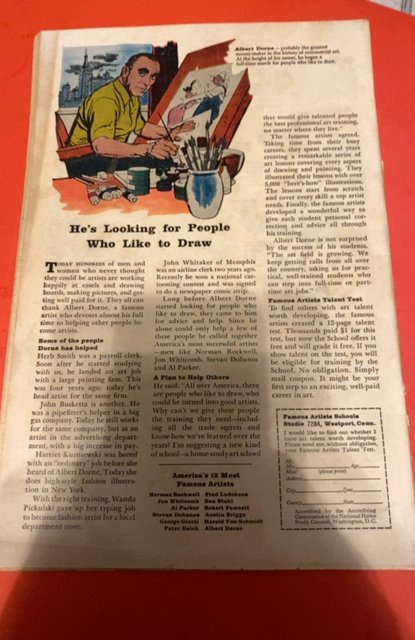 Albert Dorne – probably the greatest
money-maker in the history of commercial art.
At the height of his career, he began a
full-time search for people who like to draw.
He's Looking for People
Who Like to Draw
TODAY HUNDREDS of men and
women who never thought
they could be artists are working
happily at easels and drawing
boards, making pictures, and get-
ting well paid for it. They all can
thank Albert Dorne, a famous
artist who devotes almost his full
time to helping other people be-
come artists.
Some of the people
Dorne has helped
Herb Smith was a payroll clerk.
Soon after he started studying
with us, he landed an art job
with a large printing firm. This
was four years ago; today he's
head artist for the same firm.
John Busketta is another. He
was a pipefitter's helper in a big
gas company. Today he still works
for the same company, but as an
artist in the advertising depart-
ment, with a big increase in pay.
Harriet Kuzniewski was bored
with an "ordinary" job before she
heard of Albert Dorne. Today she
does high-fashion illustra-
tion in New York.
With the right training, Wanda
Pickulski gave up her typing job
to become fashion artist for a local
department store.
John Whitaker of Memphis
was an airline clerk two years ago.
Recently he won a national car-
tooning contest and was signed
to do a newspaper comic strip.
Long before Albert Dorne
started looking for people who
like to draw, they came to him
for advice and help. Since he
alone could only help a few of
these people he called together
America's most successful artists
—men like Norman Rockwell,
Jon Whitcomb, Stevan Dohanos
and Al Parker.
A Plan to Help Others
He said: "All over America, there
are people who like to draw, who
could be turned into good artists.
Why can't we give these people
the training they need—includ-
ing all the trade secrets and
know-how we've learned over the
years? I'm suggesting a new kind
of school—a home study art school
America's 12 Most
Famous Artists
Norman Rockwell
Jon Whitcomb
Al Parker
Stevan Dohanos
George Giusti
Peter Helck
Fred Ludekens
Ben Stahl
Robert Fawcett
Austin Briggs
Harold Von Schmidt
Albert Dorne
that would give talented people
the best professional art training,
no matter where they live."
The famous artists agreed.
Taking time from their busy
careers, they spent several years
creating a remarkable series of
art lessons covering every aspect
of drawing and painting. They
illustrated their lessons with over
5,000 "here's-how" illustrations.
The lessons start from scratch
and cover every skill a top artist
needs. Finally, the famous artists
developed a wonderful way to
give each student personal cor-
rection and advice all through
his training.
Albert Dorne is not surprised
by the success of his students.
"The art field is growing. We
keep getting calls from all over
the country, asking us for prac-
tical, well-trained students who
can step into full-time or part-
time art jobs."
Famous Artists Talent Test
To find others with art talent
worth developing, the famous
artists created a 12-page talent
test. Thousands paid $1 for this
test, but now the School offers it
free and will grade it free. If you
show talent on the test, you will
be eligible for training by the
School. No obligation. Simply
mail coupon. It might be your
first step to an exciting, well-paid
career in art.
Famous Artists Schools
Studio 7284, Westport, Conn.
I would like to find out whether I
have art talent worth developing.
Please send me, without obligation,
your Famous Artists Talent Test.
Mr.
Mrs.
Miss Age
(please print)
Address
City Zone
County State
Accredited by the Accrediting
Commission of the National Home
Study Council, Washington, D.C.